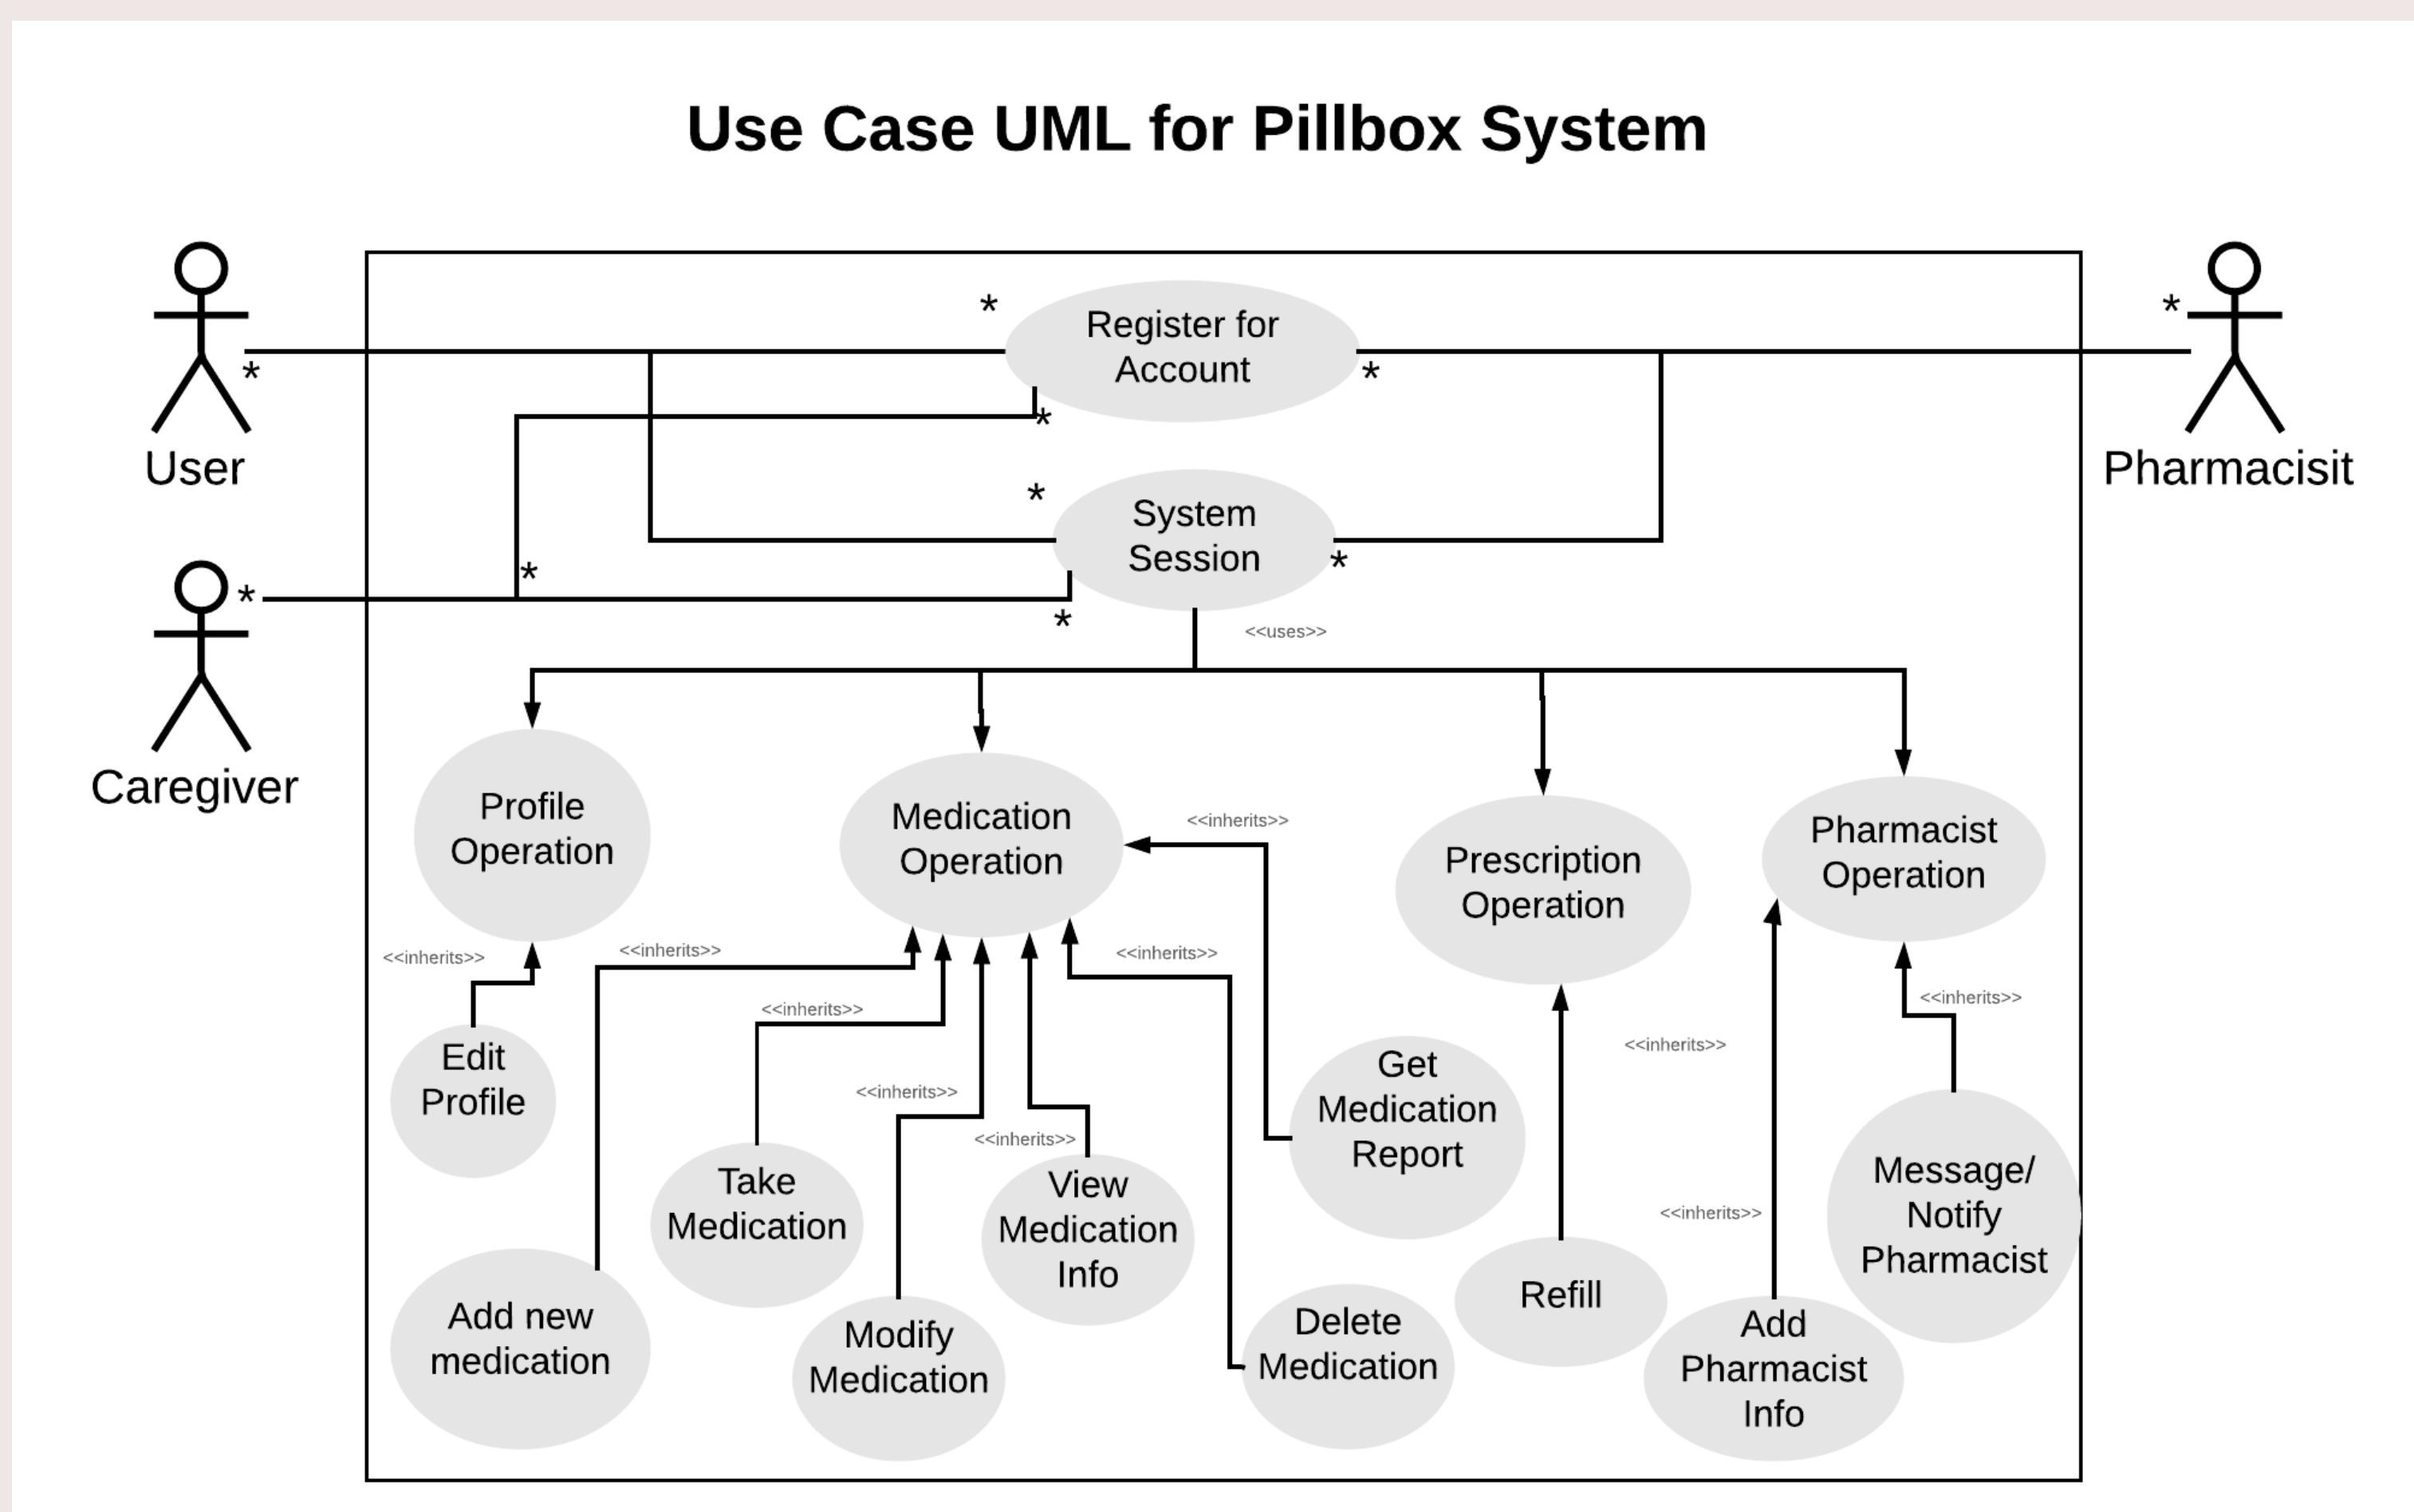 Use Case UML for Pillbox System
*
Register for
Account
*
*
*
*
User
Pharmacisit
*
System
Session
*
*
*
*
<<uses>>
Caregiver
Profile
Operation
Medication
Operation
<<inherits>>
Prescription
Operation
Pharmacist
Operation
<<inherits>>
<<inherits>>
<<inherits>>
<<inherits>>
<<inherits>>
<<inherits>>
<<inherits>>
<<inherits>>
<<inherits>>
Edit
Profile
Get
Medication
Report
Take
Medication
View
Medication
Info
Message/
Notify
Pharmacist
Add new
medication
Modify
Medication
Delete
Medication
Refill
Add
Pharmacist
Info